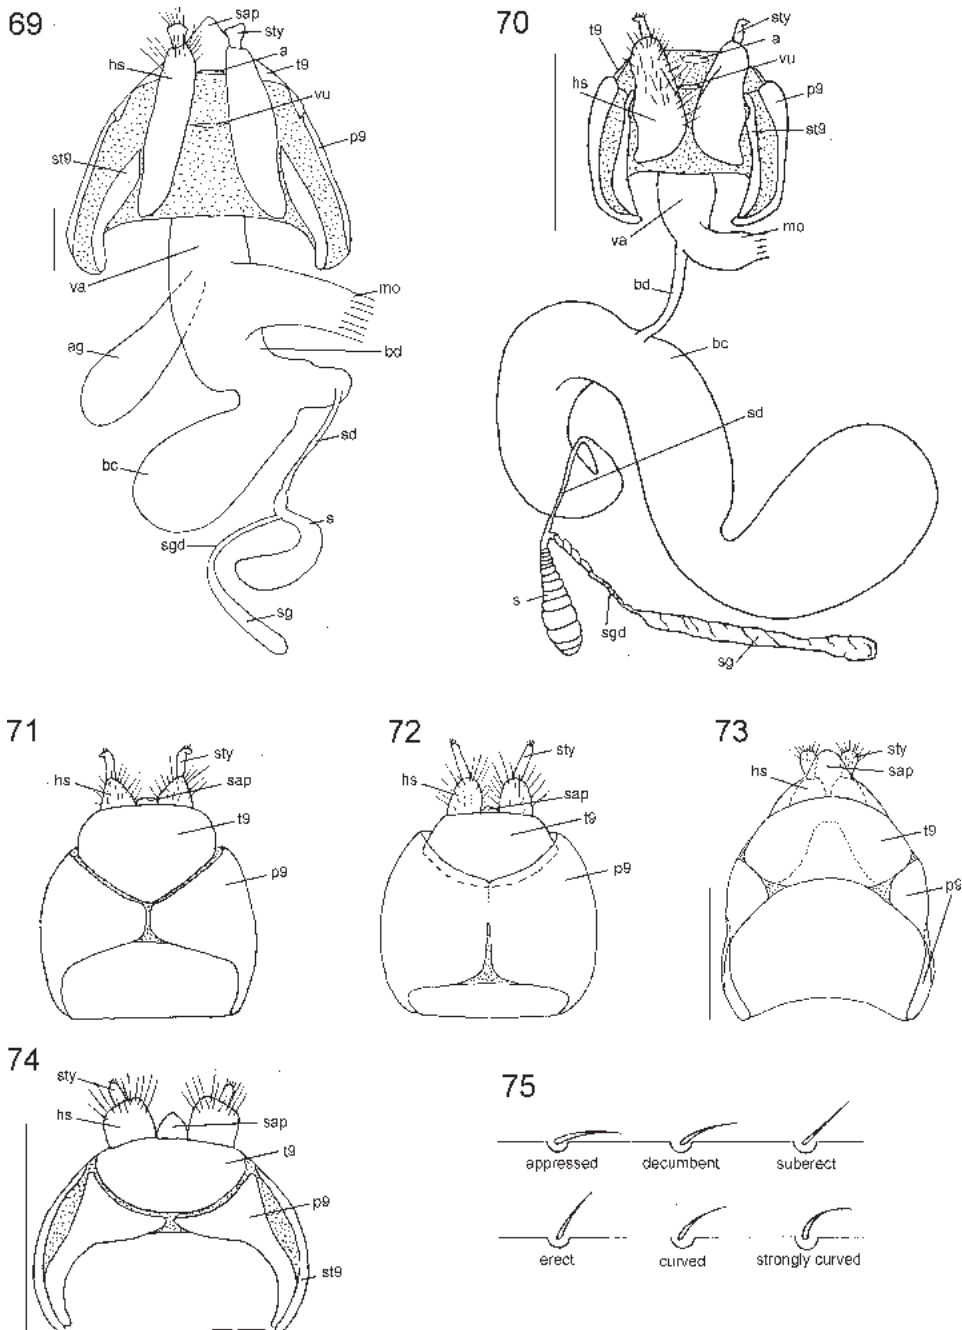 69
sap
sty
hs
a
t9
vu
p9
st9
va
mo
ag
bd
bc
sd
s
sgd
sg
70
sty
t9
a
vu
hs
p9
st9
va
mo
bd
bc
sd
s
sgd
sg
71
sty
hs
sap
t9
p9
72
sty
hs
sap
t9
p9
73
sty
hs
sap
t9
p9
74
sty
hs
sap
t9
p9
st9
75
appressed decumbent suberect
erect curved strongly curved